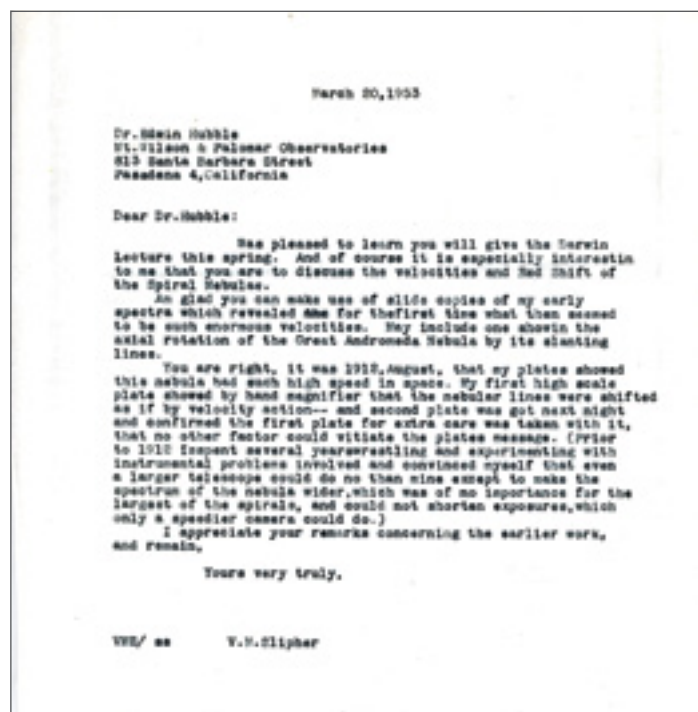 March 20,1953
Dr.Edwin Hubble
Mt.Wilson & Palomar Observatories
813 Santa Barbara Street
Pasadena 4,California
Dear Dr.Hubble:
Was pleased to learn you will give the Darwin
Lecture this spring. And of course it is especially interestin
to me that you are to discuss the velocities and Red Shift of
the Spiral Nebulae.
Am glad you can make use of slide copies of my early
spectra which revealed for thefirst time what then seemed
to be such enormous velocities. May include one showin the
axial rotation of the Great Andromeda Nebula by its slanting
lines.
You are right, it was 1912,August, that my plates showed
this nebula had such high speed in space. My first high scale
plate showed by hand magnifier that the nebular lines were shifted
as if by velocity action-- and second plate was got next night
and confirmed the first plate for extra care was taken with it,
that no other factor could vitiate the plates message. (Prior
to 1912 Ispent several yearswrestling and experimenting with
instrumental problems involved and convinced myself that even
a larger telescope could do no than mine except to make the
spectrum of the nebula wider,which was of no importance for the
largest of the spirals, and could not shorten exposures,which
only a speedier camera could do.)
I appreciate your remarks concerning the earlier work,
and remain,
Yours very truly,
VMS/ V.M.Slipher